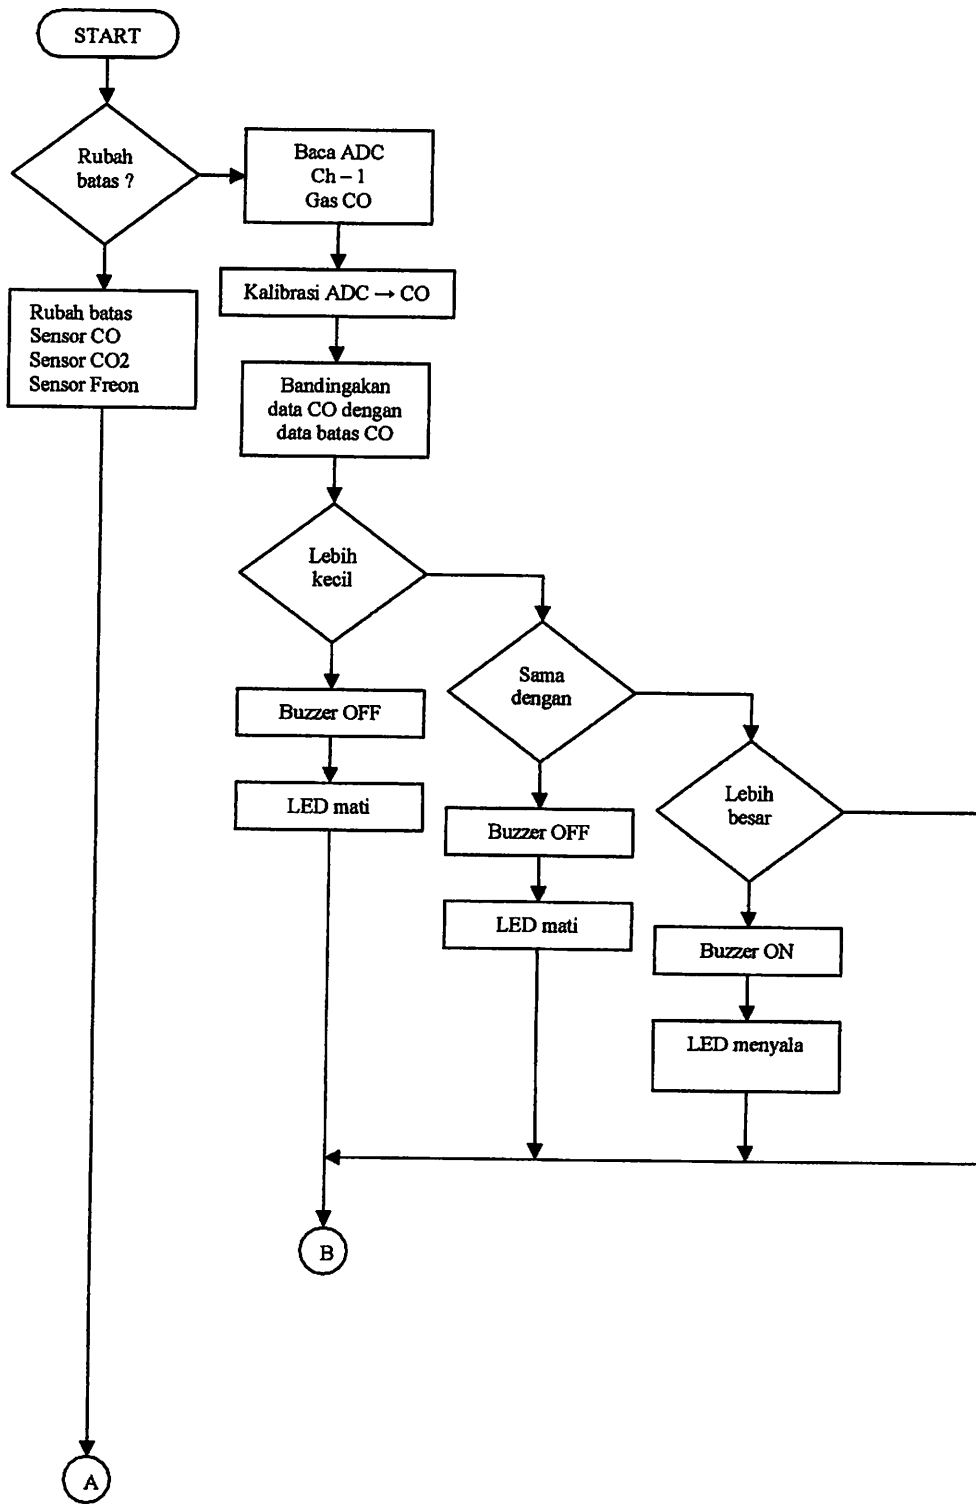 START
Rubah
batas ?
Baca ADC
Ch – 1
Gas CO
Kalibrasi ADC → CO
Rubah batas
Sensor CO
Sensor CO2
Sensor Freon
Bandingakan
data CO dengan
data batas CO
Lebih
kecil
Sama
dengan
Buzzer OFF
Lebih
besar
LED mati
Buzzer OFF
LED mati
Buzzer ON
LED menyala
B
A